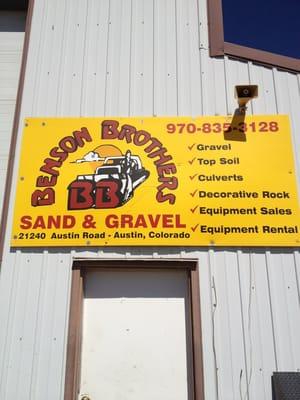 BENSON BROTHERS
BB
SAND & GRAVEL
21240 Austin Road - Austin, Colorado
970-835-3128
Gravel
Top Soil
Culverts
Decorative Rock
Equipment Sales
Equipment Rental